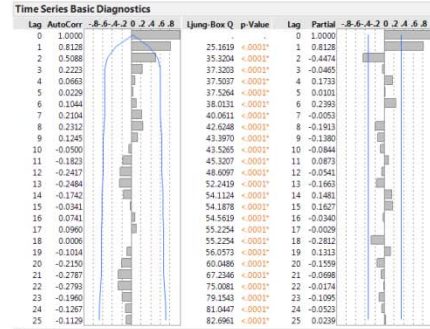 Time Series Basic Diagnostics
Lag AutoCorr -.8-.6-.4-.2 0 .2 .4 .6 .8 Ljung-Box Q p-Value Lag Partial -.8-.6-.4-.2 0 .2 .4 .6 .8
0 1.0000 . . 0 1.0000
1 0.8128 25.1619 <.0001* 1 0.8128
2 0.5088 35.3204 <.0001* 2 -0.4474
3 0.2223 37.3203 <.0001* 3 -0.0465
4 0.0663 37.5037 <.0001* 4 0.1733
5 0.0229 37.5264 <.0001* 5 0.0101
6 0.1044 38.0131 <.0001* 6 0.2393
7 0.2104 40.0611 <.0001* 7 -0.0053
8 0.2312 42.6248 <.0001* 8 -0.1913
9 0.1245 43.3970 <.0001* 9 -0.1380
10 -0.0500 43.5265 <.0001* 10 -0.0844
11 -0.1823 45.3207 <.0001* 11 0.0873
12 -0.2417 48.6097 <.0001* 12 -0.0541
13 -0.2484 52.2419 <.0001* 13 -0.1663
14 -0.1742 54.1124 <.0001* 14 0.1481
15 -0.0341 54.1878 <.0001* 15 0.1627
16 0.0741 54.5619 <.0001* 16 -0.0340
17 0.0960 55.2254 <.0001* 17 -0.0029
18 0.0006 55.2254 <.0001* 18 -0.2812
19 -0.1014 56.0573 <.0001* 19 0.1313
20 -0.2150 60.0486 <.0001* 20 -0.1559
21 -0.2787 67.2346 <.0001* 21 -0.0698
22 -0.2793 75.0081 <.0001* 22 -0.0174
23 -0.1960 79.1543 <.0001* 23 -0.1095
24 -0.1267 81.0447 <.0001* 24 -0.0523
25 -0.1129 82.6961 <.0001* 25 0.0239